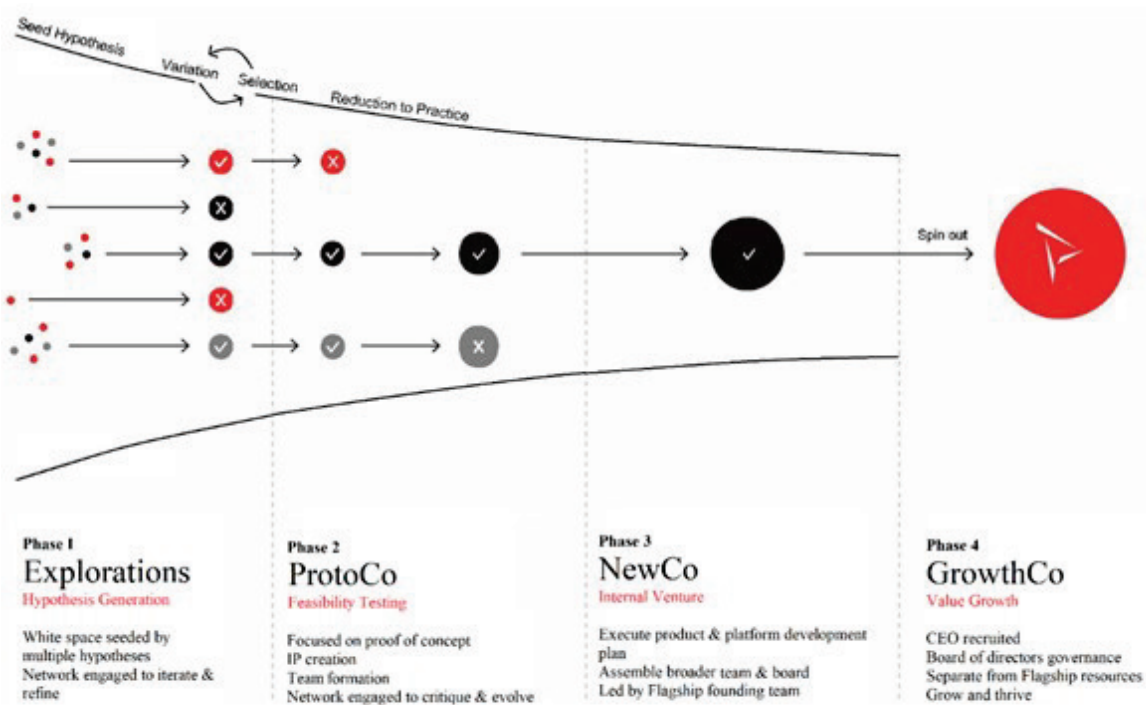 Seed Hypothesis
Variation
Selection
Reduction to Practice
Spin out
Phase 1
Explorations
Hypothesis Generation
White space seeded by
multiple hypotheses
Network engaged to iterate &
refine
Phase 2
ProtoCo
Feasibility Testing
Focused on proof of concept
IP creation
Team formation
Network engaged to critique & evolve
Phase 3
NewCo
Internal Venture
Execute product & platform development
plan
Assemble broader team & board
Led by Flagship founding team
Phase 4
GrowthCo
Value Growth
CEO recruited
Board of directors governance
Separate from Flagship resources
Grow and thrive